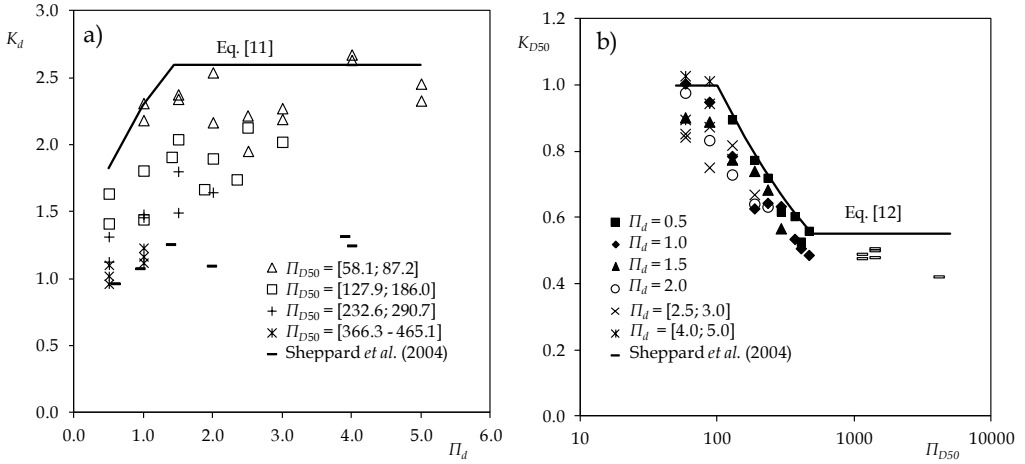 K_d
a)
Eq. [11]
3.0
2.5
2.0
1.5
1.0
0.5
0.0
Π_D50 = [58.1; 87.2]
Π_D50 = [127.9; 186.0]
Π_D50 = [232.6; 290.7]
Π_D50 = [366.3 - 465.1]
Sheppard et al. (2004)
0.0 1.0 2.0 3.0 4.0 5.0 6.0
Π_d
K_D50
b)
1.2
1.0
0.8
0.6
0.4
0.2
0.0
Eq. [12]
Π_d = 0.5
Π_d = 1.0
Π_d = 1.5
Π_d = 2.0
Π_d = [2.5; 3.0]
Π_d = [4.0; 5.0]
Sheppard et al. (2004)
10 100 1000 10000
Π_D50